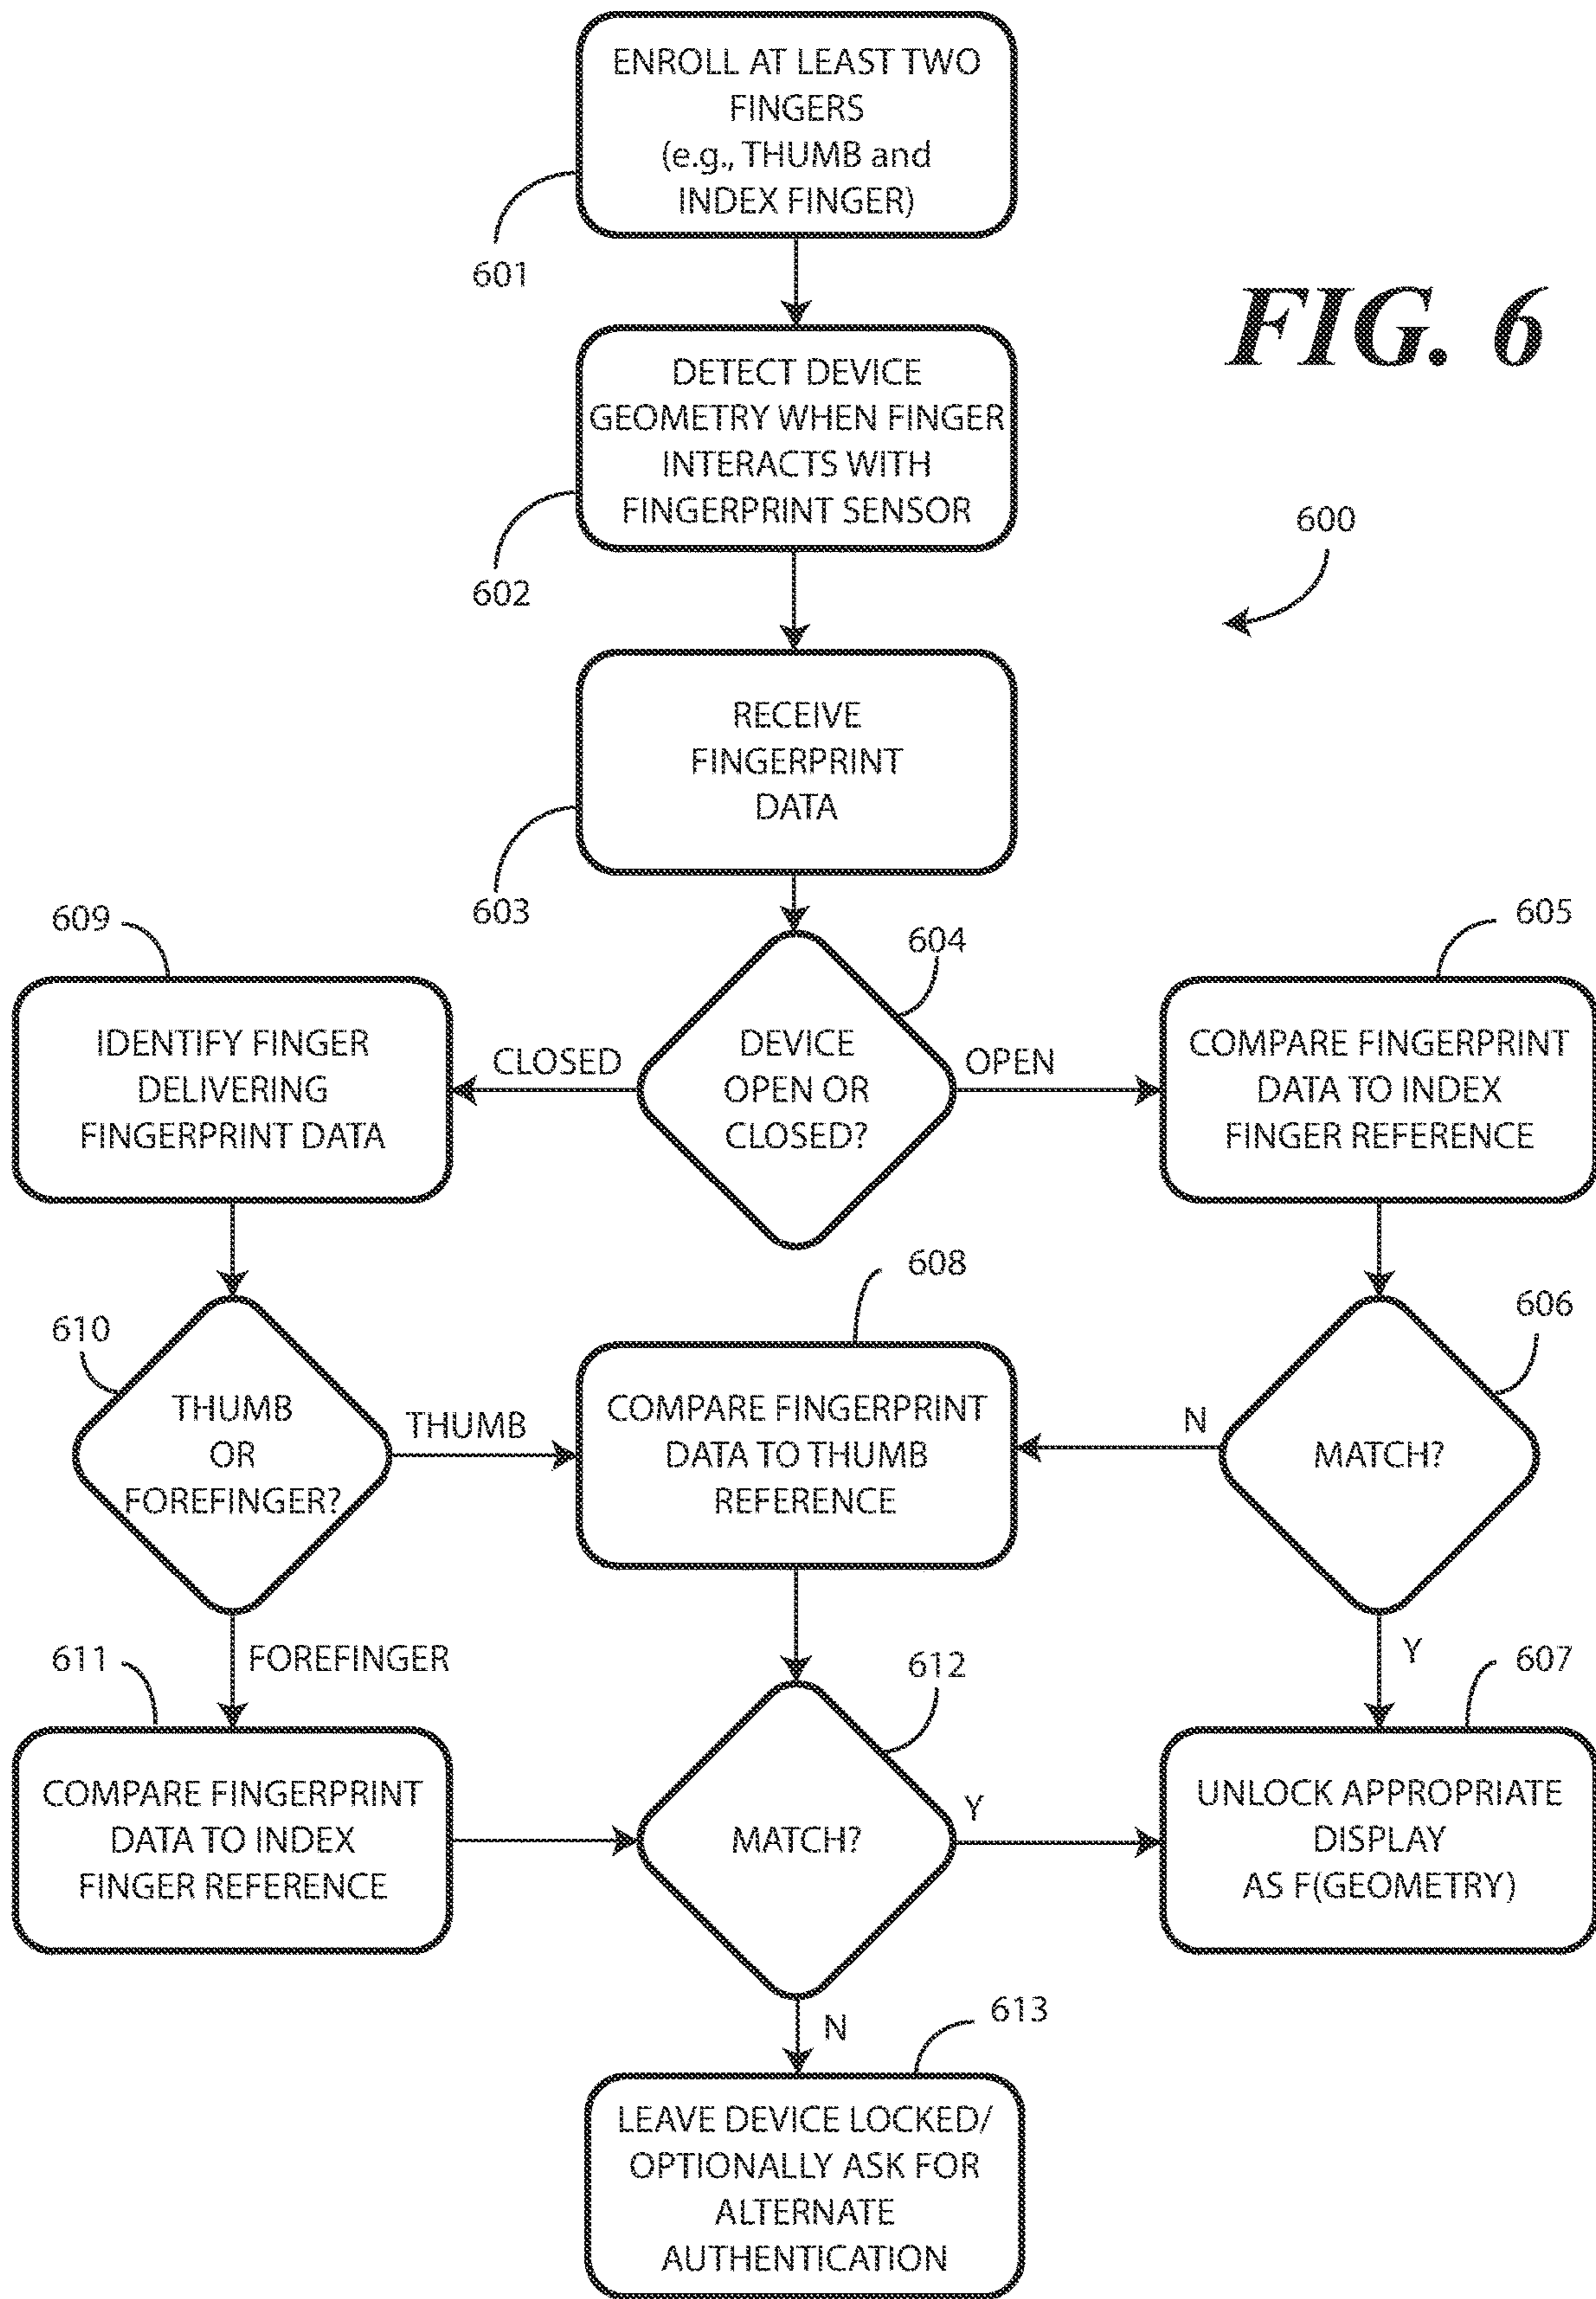 ENROLL AT LEAST TWO
FINGERS
(e.g., THUMB and
INDEX FINGER)
601
FIG. 6
DETECT DEVICE
GEOMETRY WHEN FINGER
INTERACTS WITH
FINGERPRINT SENSOR
602
600
RECEIVE
FINGERPRINT
DATA
603
604
DEVICE
OPEN OR
CLOSED?
CLOSED
OPEN
609
IDENTIFY FINGER
DELIVERING
FINGERPRINT DATA
605
COMPARE FINGERPRINT
DATA TO INDEX
FINGER REFERENCE
610
THUMB
OR
FOREFINGER?
THUMB
608
COMPARE FINGERPRINT
DATA TO THUMB
REFERENCE
N
606
MATCH?
FOREFINGER
Y
611
COMPARE FINGERPRINT
DATA TO INDEX
FINGER REFERENCE
612
MATCH?
Y
607
UNLOCK APPROPRIATE
DISPLAY
AS F(GEOMETRY)
N
613
LEAVE DEVICE LOCKED/
OPTIONALLY ASK FOR
ALTERNATE
AUTHENTICATION